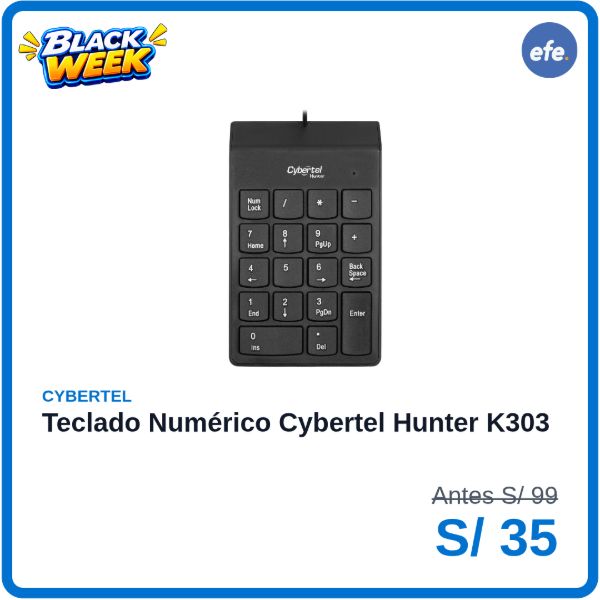 BLACK
WEEK
efe.
Cybertel
Hunter
Num
Lock
/
*
-
7
Home
8
↑
9
PgUp
+
4
←
5
6
→
Back
Space
←
1
End
2
↓
3
PgDn
Enter
0
Ins
.
Del
CYBERTEL
Teclado Numérico Cybertel Hunter K303
Antes S/ 99
S/ 35